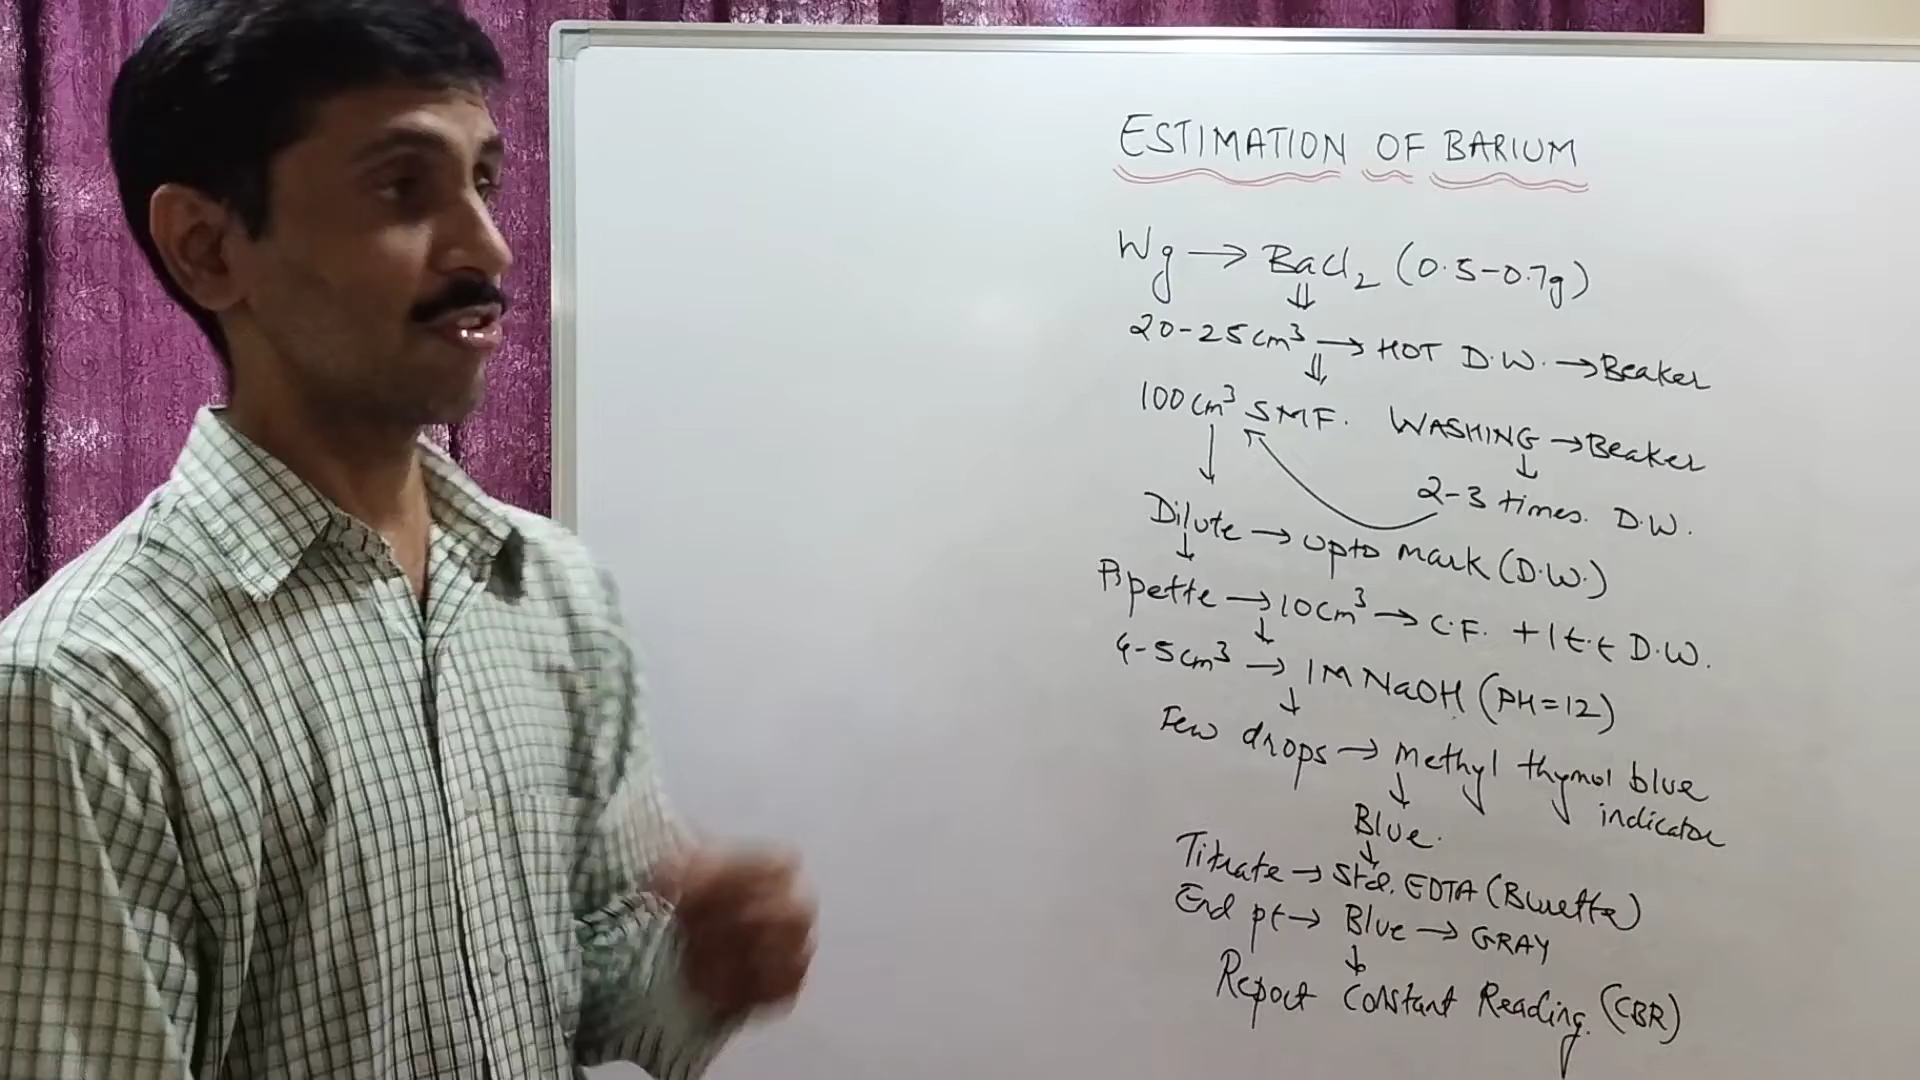 ESTIMATION OF BARIUM
Wg → BaCl₂ (0.5-0.7g)
⇓
20-25cm³ → HOT D.W. → Beaker
⇓
100cm³ SMF. WASHING → Beaker
↓ ↓
2-3 times. D.W.
Dilute → upto mark (D.W.)
↓
Pipette → 10cm³ → C.F. + 1t.t D.W.
↓
4-5cm³ → 1M NaOH (PH=12)
↓
Few drops → Methyl thymol blue
indicator
↓
Blue.
↓
Titrate → Std. EDTA (Burette)
End pt → Blue → GRAY
↓
Repeat Constant Reading. (CBR)